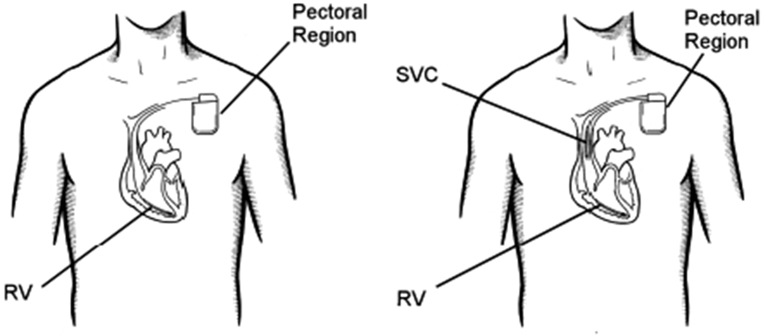 Pectoral
Region
RV
Pectoral
Region
SVC
RV